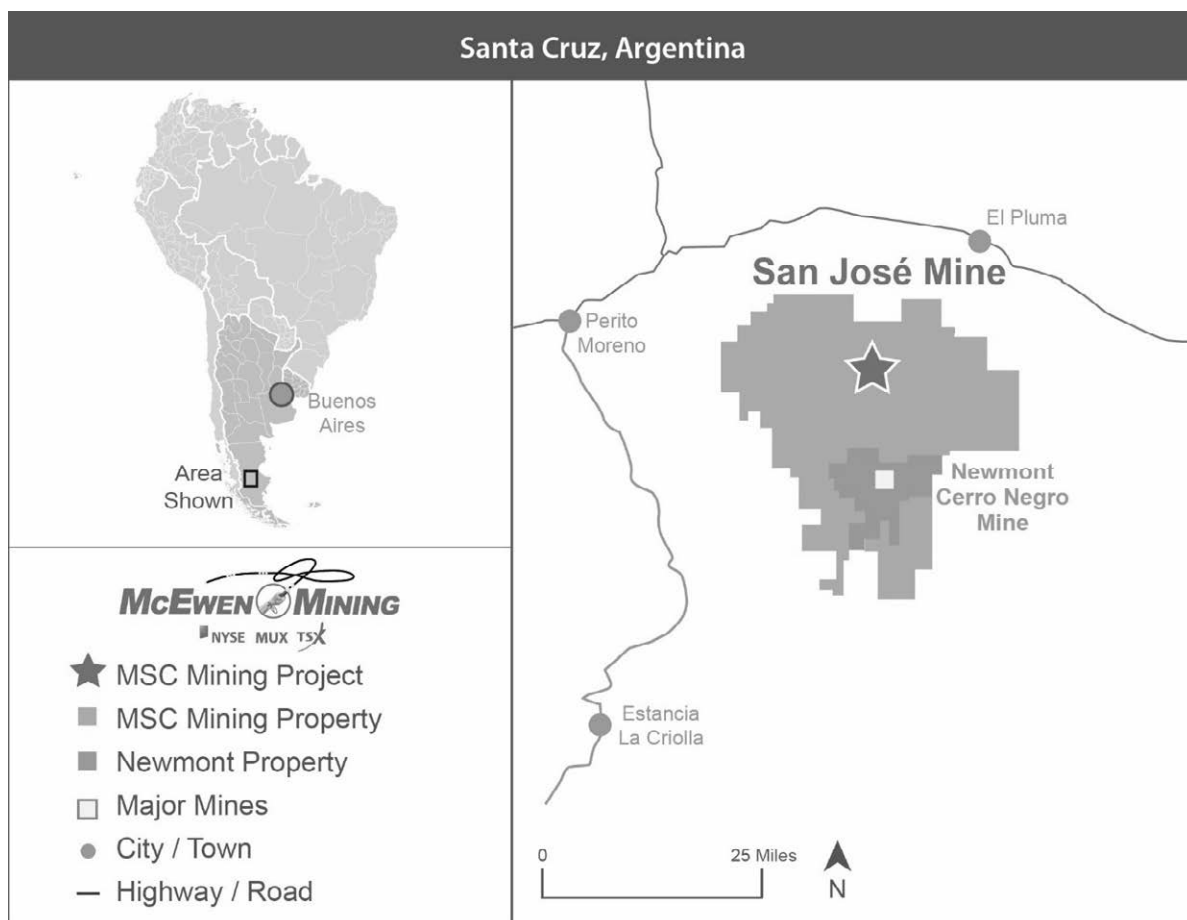 Santa Cruz, Argentina
Buenos
Aires
Area
Shown
McEWEN MINING
NYSE MUX TSX
MSC Mining Project
MSC Mining Property
Newmont Property
Major Mines
City / Town
Highway / Road
El Pluma
San José Mine
Perito
Moreno
Newmont
Cerro Negro
Mine
Estancia
La Criolla
0 25 Miles
N